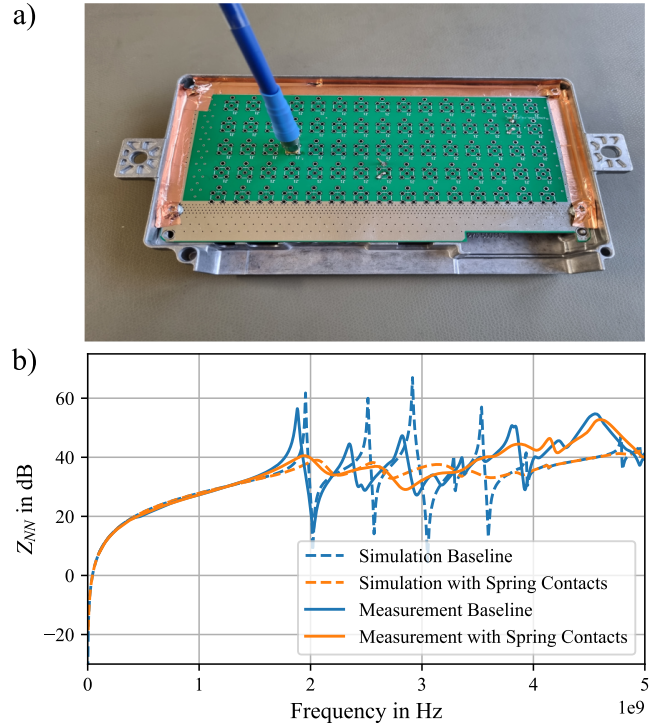 a)
b)
60
40
20
0
−20
Z_NN in dB
Simulation Baseline
Simulation with Spring Contacts
Measurement Baseline
Measurement with Spring Contacts
0
1
2
3
4
5
1e9
Frequency in Hz